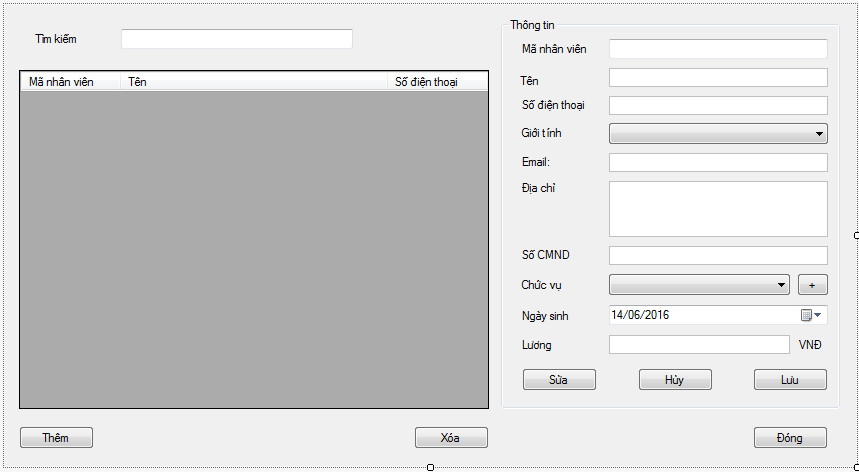 Tìm kiếm
Mã nhân viên Tên Số điện thoại
Thêm Xóa
Thông tin
Mã nhân viên
Tên
Số điện thoại
Giới tính
Email:
Địa chỉ
Số CMND
Chức vụ +
Ngày sinh 14/06/2016
Lương VNĐ
Sửa Hủy Lưu
Đóng